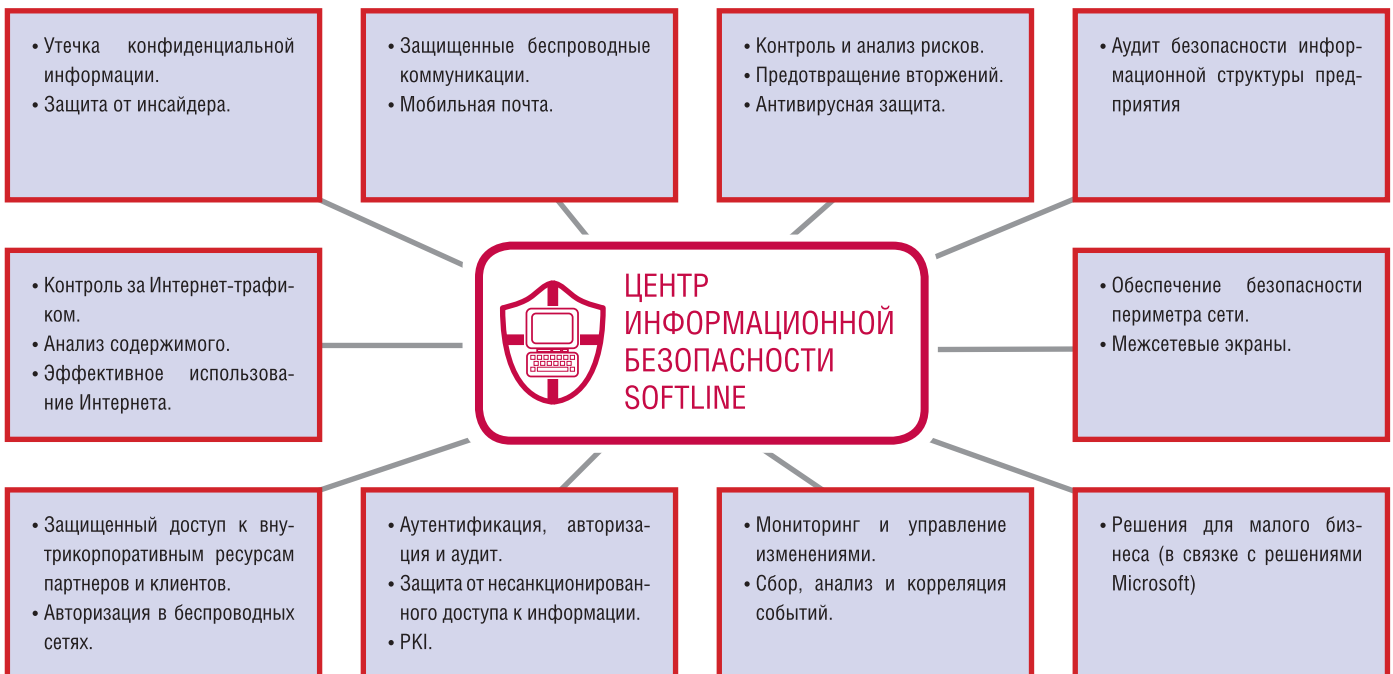 • Утечка конфиденциальной
информации.
• Защита от инсайдера.
• Защищенные беспроводные
коммуникации.
• Мобильная почта.
• Контроль и анализ рисков.
• Предотвращение вторжений.
• Антивирусная защита.
• Аудит безопасности инфор-
мационной структуры пред-
приятия
• Контроль за Интернет-трафи-
ком.
• Анализ содержимого.
• Эффективное использова-
ние Интернета.
ЦЕНТР
ИНФОРМАЦИОННОЙ
БЕЗОПАСНОСТИ
SOFTLINE
• Обеспечение безопасности
периметра сети.
• Межсетевые экраны.
• Защищенный доступ к вну-
трикорпоративным ресурсам
партнеров и клиентов.
• Авторизация в беспроводных
сетях.
• Аутентификация, авториза-
ция и аудит.
• Защита от несанкционирован-
ного доступа к информации.
• PKI.
• Мониторинг и управление
изменениями.
• Сбор, анализ и корреляция
событий.
• Решения для малого биз-
неса (в связке с решениями
Microsoft)